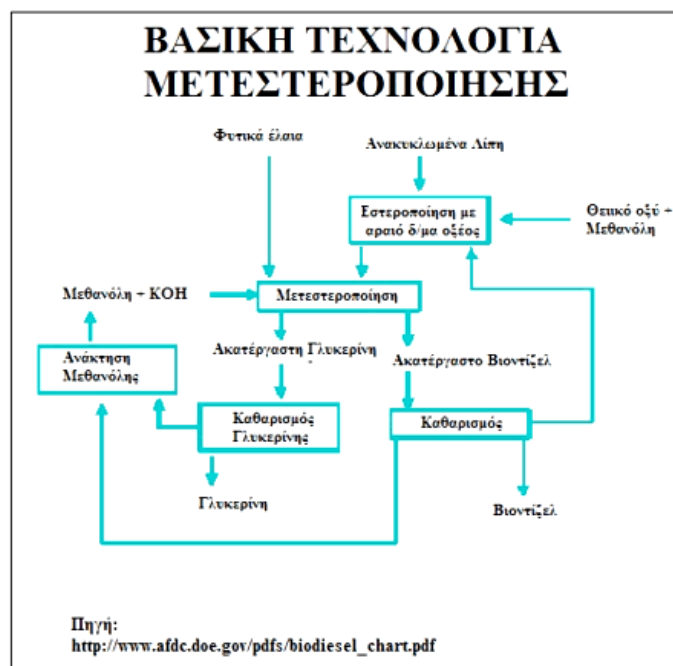 ΒΑΣΙΚΗ ΤΕΧΝΟΛΟΓΙΑ
ΜΕΤΕΣΤΕΡΟΠΟΙΗΣΗΣ
Φυτικά έλαια
Ανακυκλωμένα Λίπη
Εστεροποίηση με
αραιό δ/μα οξέος
Θειικό οξύ +
Μεθανόλη
Μεθανόλη + KOH
Μετεστεροποίηση
Ανάκτηση
Μεθανόλης
Ακατέργαστη Γλυκερίνη
Ακατέργαστο Βιοντίζελ
Καθαρισμός
Γλυκερίνης
Καθαρισμός
Γλυκερίνη
Βιοντίζελ
Πηγή:
http://www.afdc.doe.gov/pdfs/biodiesel_chart.pdf